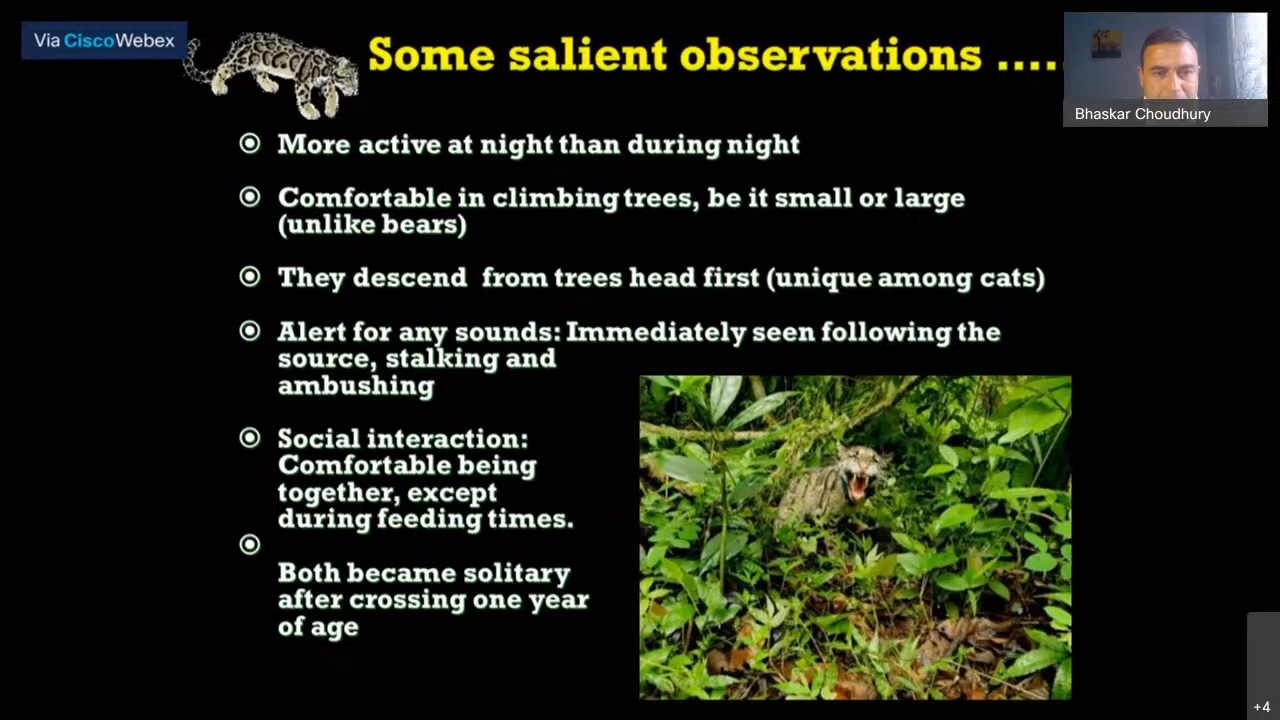 Via CiscoWebex
Some salient observations ....
Bhaskar Choudhury
More active at night than during night
Comfortable in climbing trees, be it small or large
(unlike bears)
They descend from trees head first (unique among cats)
Alert for any sounds: Immediately seen following the
source, stalking and
ambushing
Social interaction:
Comfortable being
together, except
during feeding times.
Both became solitary
after crossing one year
of age
+4